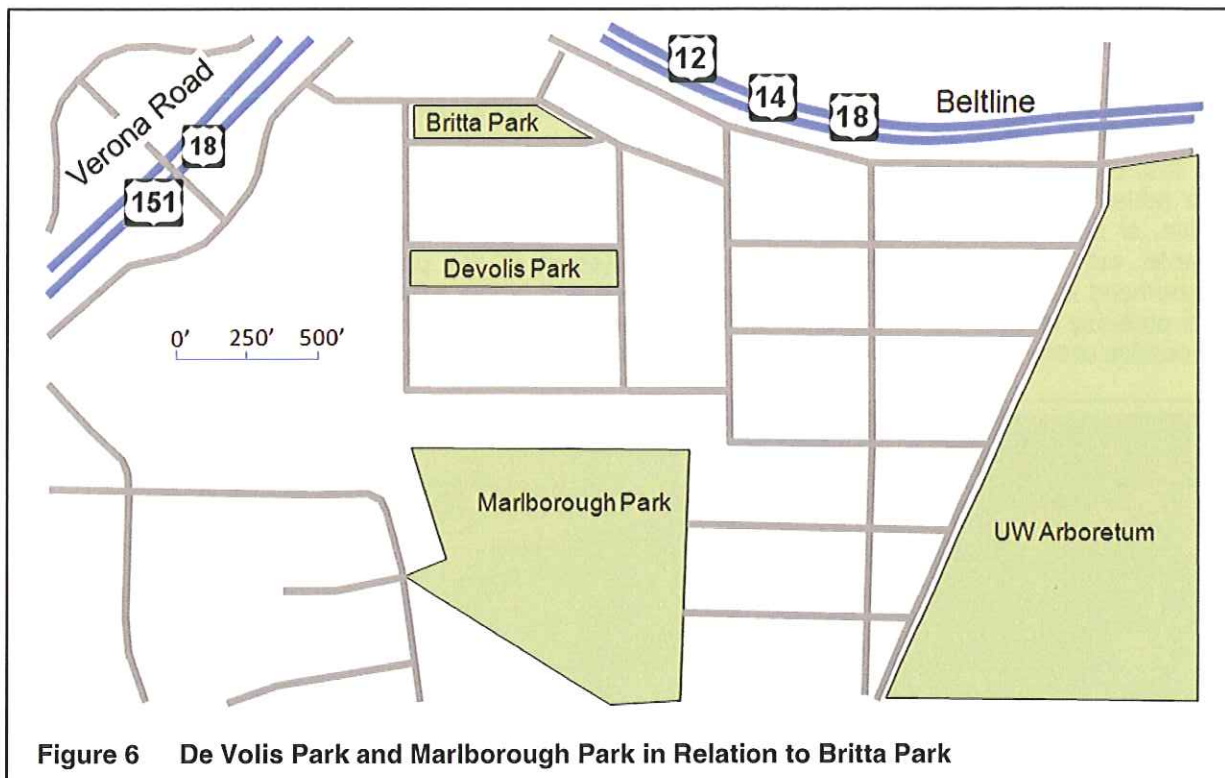 12
14
18
Beltline
Verona Road
18
151
Britta Park
Devolis Park
0' 250' 500'
Marlborough Park
UW Arboretum
Figure 6 De Volis Park and Marlborough Park in Relation to Britta Park